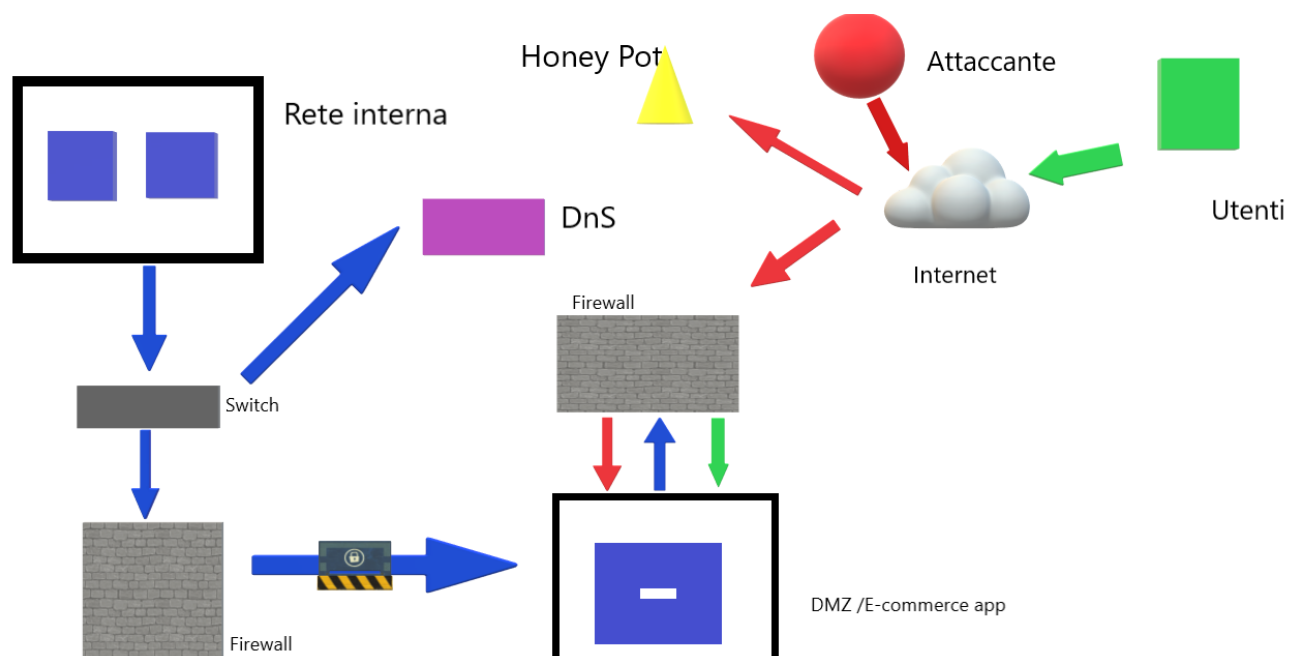 Honey Pot
Attaccante
Rete interna
DnS
Utenti
Internet
Firewall
Switch
DMZ /E-commerce app
Firewall